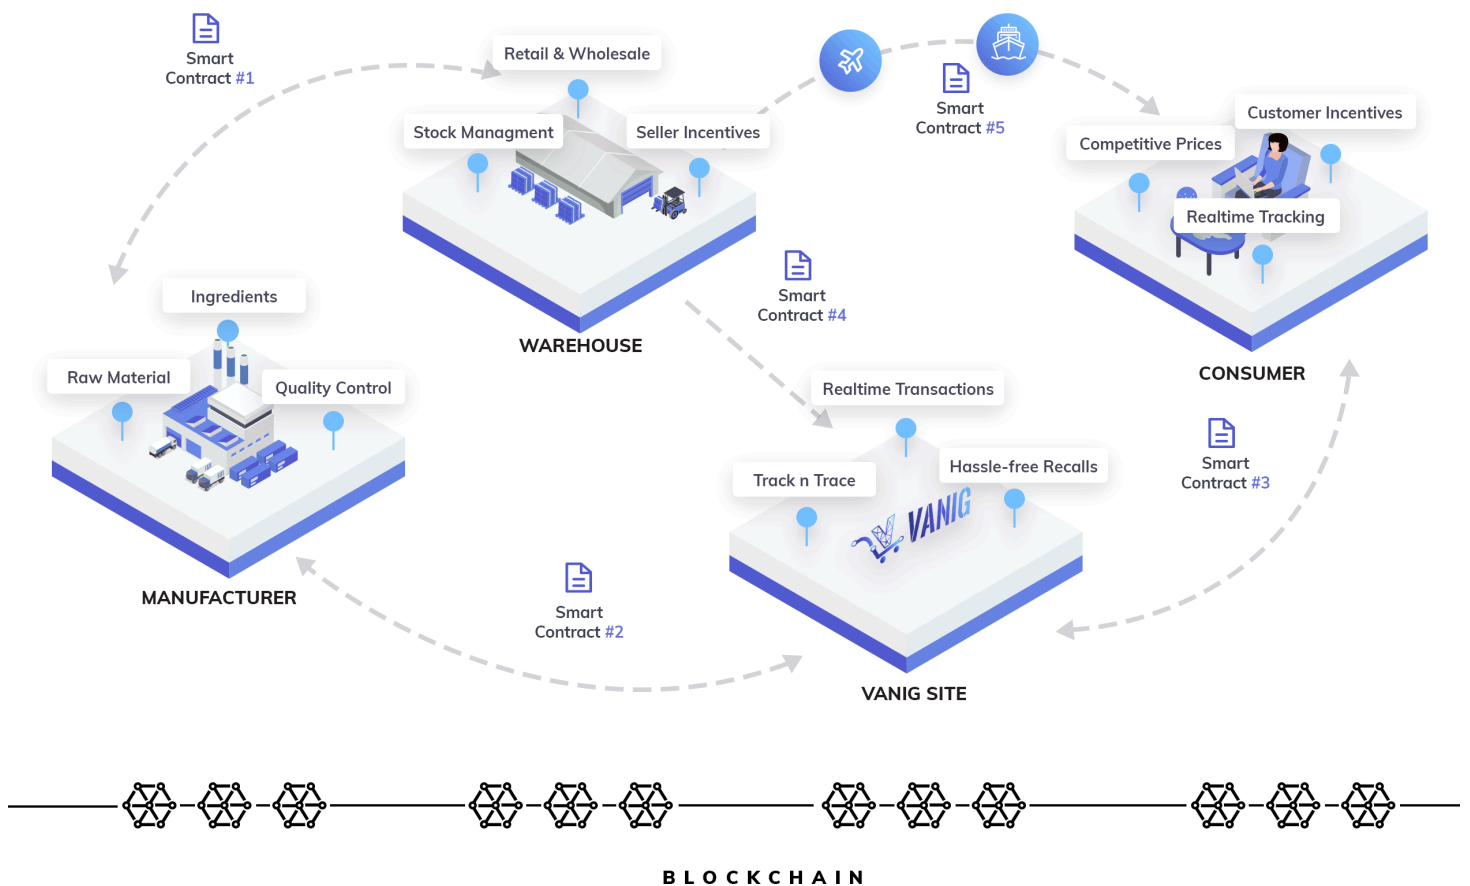 Smart
Contract #1
Retail & Wholesale
Stock Managment
Seller Incentives
WAREHOUSE
Smart
Contract #5
Customer Incentives
Competitive Prices
Realtime Tracking
CONSUMER
Ingredients
Raw Material
Quality Control
MANUFACTURER
Smart
Contract #4
Realtime Transactions
Track n Trace
Hassle-free Recalls
VANIG
VANIG SITE
Smart
Contract #3
Smart
Contract #2
BLOCKCHAIN